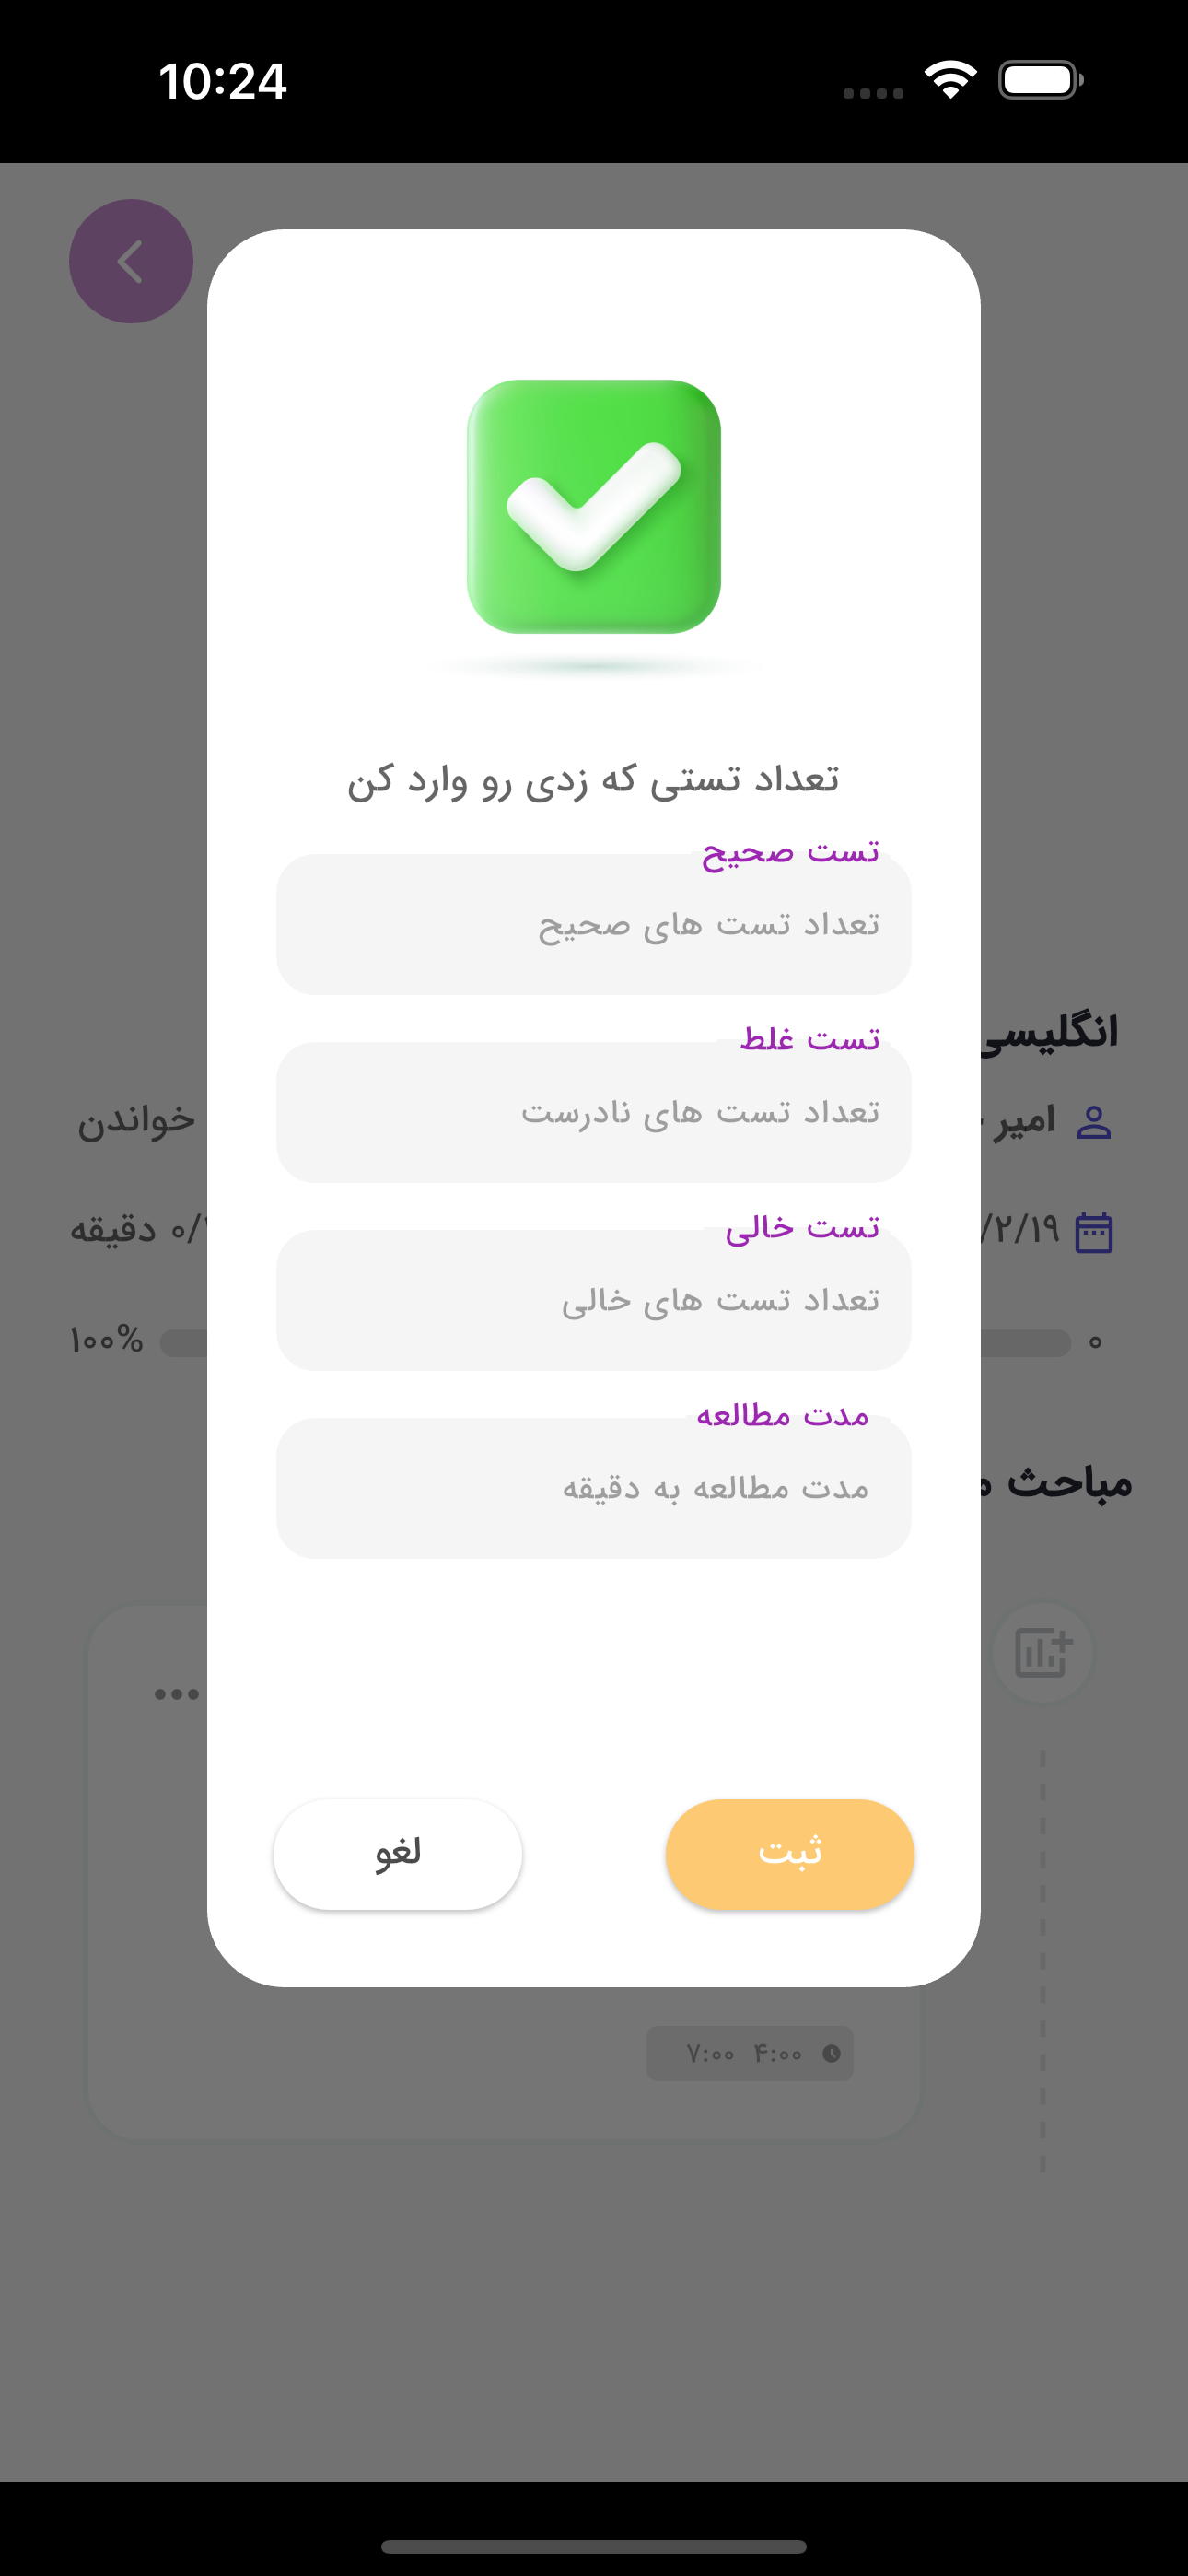 10:24
تعداد تستی که زدی رو وارد کن
تست صحیح
تعداد تست های صحیح
انگلیسی
تست غلط
تعداد تست های نادرست
امیر
خواندن
تست خالی
/۲/۱۹
۰/ دقیقه
تعداد تست های خالی
۰
۱۰۰%
مدت مطالعه
مدت مطالعه به دقیقه
مباحث
ثبت
لغو
۴:۰۰ ۷:۰۰